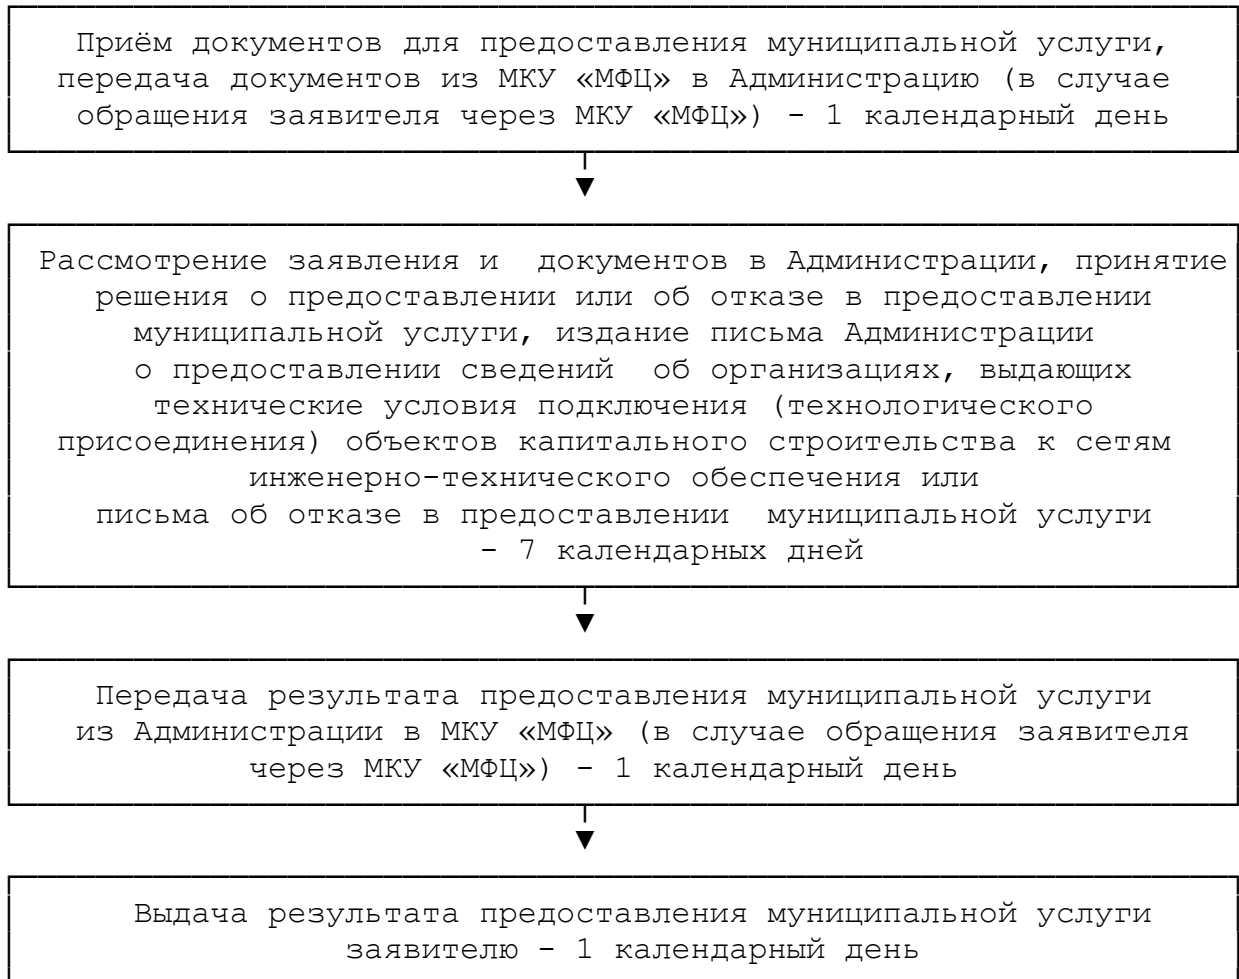 Приём документов для предоставления муниципальной услуги,
передача документов из МКУ «МФЦ» в Администрацию (в случае
обращения заявителя через МКУ «МФЦ») - 1 календарный день
Рассмотрение заявления и документов в Администрации, принятие
решения о предоставлении или об отказе в предоставлении
муниципальной услуги, издание письма Администрации
о предоставлении сведений об организациях, выдающих
технические условия подключения (технологического
присоединения) объектов капитального строительства к сетям
инженерно-технического обеспечения или
письма об отказе в предоставлении муниципальной услуги
- 7 календарных дней
Передача результата предоставления муниципальной услуги
из Администрации в МКУ «МФЦ» (в случае обращения заявителя
через МКУ «МФЦ») - 1 календарный день
Выдача результата предоставления муниципальной услуги
заявителю - 1 календарный день